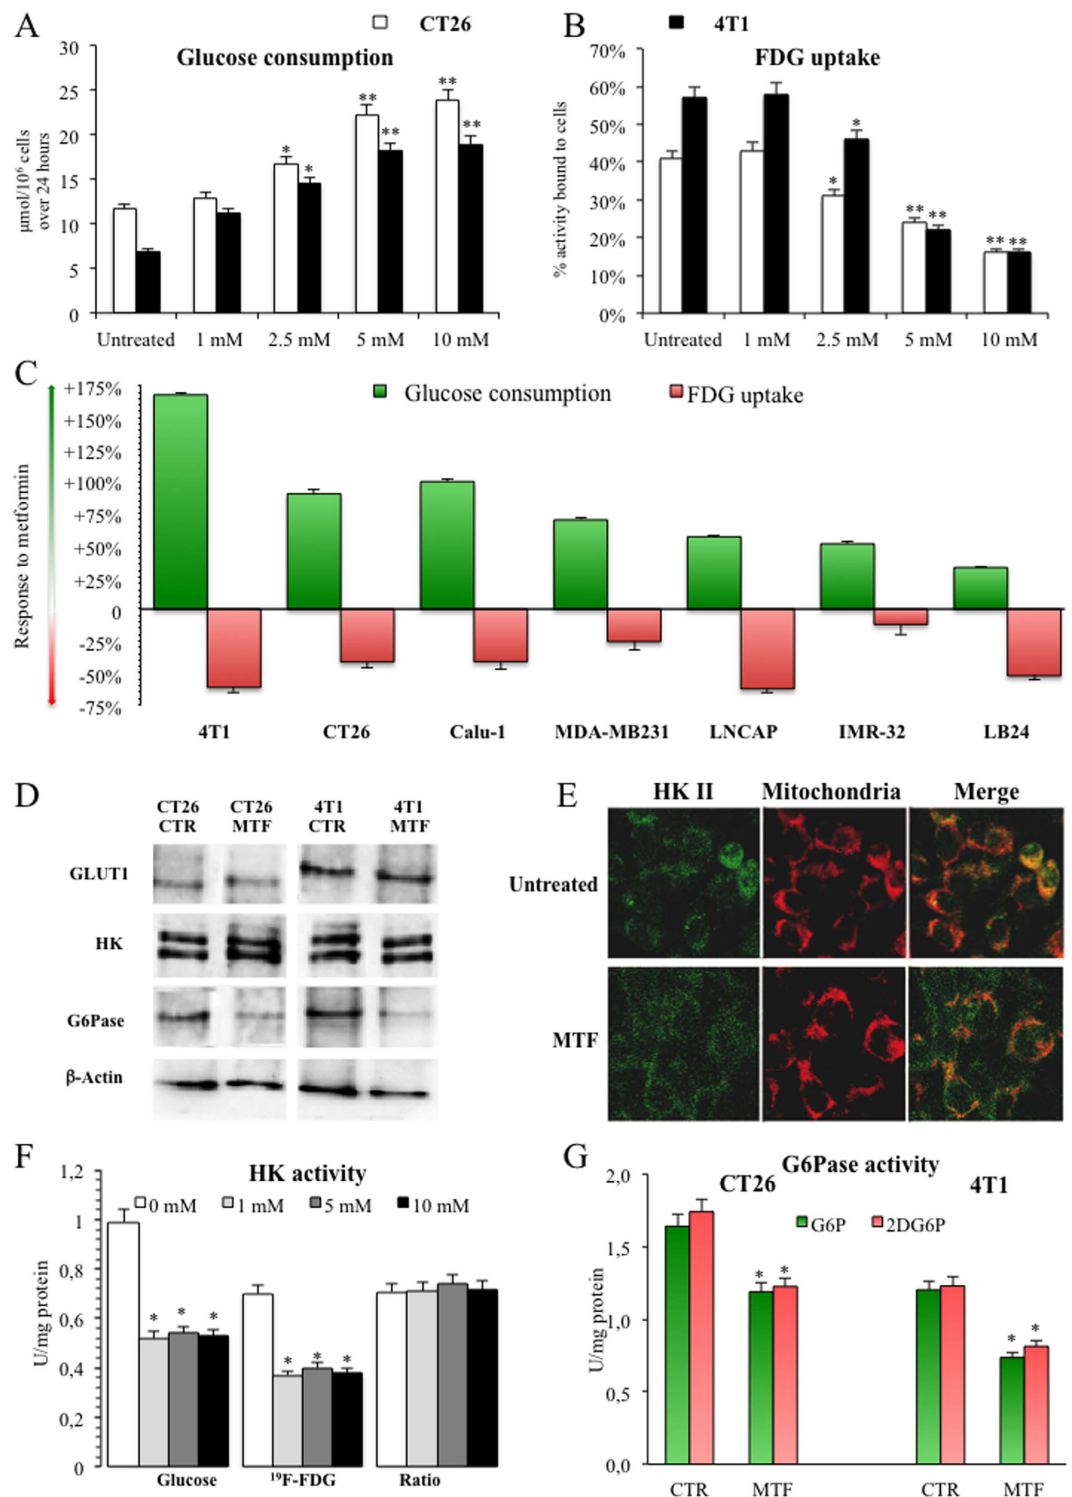 A
CT26
B
4T1
Glucose consumption
FDG uptake
µmol/10⁶ cells
over 24 hours
30
25
20
15
10
5
0
*
*
**
**
**
**
Untreated 1 mM 2.5 mM 5 mM 10 mM
% activity bound to cells
70%
60%
50%
40%
30%
20%
10%
0%
*
*
**
**
**
**
Untreated 1 mM 2.5 mM 5 mM 10 mM
C
Glucose consumption
FDG uptake
Response to metformin
+175%
+150%
+125%
+100%
+75%
+50%
+25%
0
-25%
-50%
-75%
4T1 CT26 Calu-1 MDA-MB231 LNCAP IMR-32 LB24
D
CT26 CT26 4T1 4T1
CTR MTF CTR MTF
GLUT1
HK
G6Pase
β-Actin
E
HK II Mitochondria Merge
Untreated
MTF
F
HK activity
0 mM 1 mM 5 mM 10 mM
U/mg protein
1,2
1
0,8
0,6
0,4
0,2
0
* * *
* * *
Glucose ¹⁹F-FDG Ratio
G
G6Pase activity
CT26 4T1
G6P 2DG6P
U/mg protein
2,0
1,5
1,0
0,5
0,0
* *
* *
CTR MTF CTR MTF